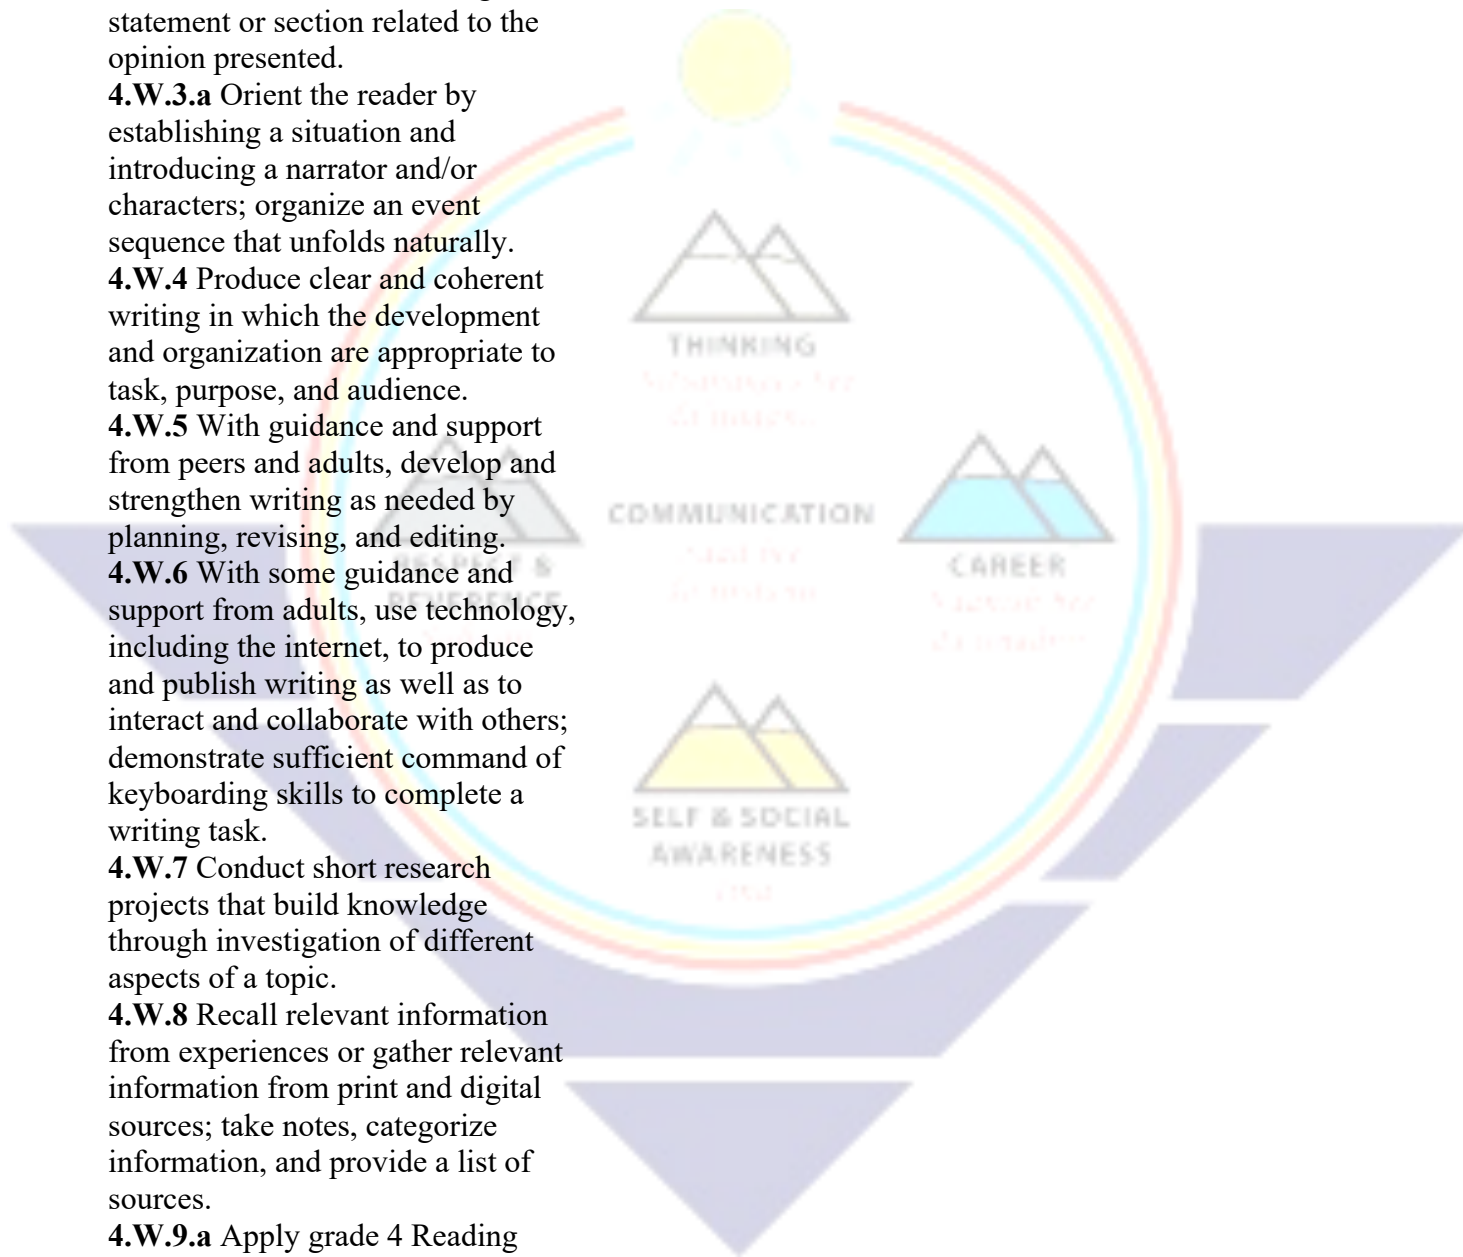 statement or section related to the
opinion presented.
4.W.3.a Orient the reader by
establishing a situation and
introducing a narrator and/or
characters; organize an event
sequence that unfolds naturally.
4.W.4 Produce clear and coherent
writing in which the development
and organization are appropriate to
task, purpose, and audience.
4.W.5 With guidance and support
from peers and adults, develop and
strengthen writing as needed by
planning, revising, and editing.
4.W.6 With some guidance and
support from adults, use technology,
including the internet, to produce
and publish writing as well as to
interact and collaborate with others;
demonstrate sufficient command of
keyboarding skills to complete a
writing task.
4.W.7 Conduct short research
projects that build knowledge
through investigation of different
aspects of a topic.
4.W.8 Recall relevant information
from experiences or gather relevant
information from print and digital
sources; take notes, categorize
information, and provide a list of
sources.
4.W.9.a Apply grade 4 Reading
THINKING
RESPECT &
REVERENCE
COMMUNICATION
CAREER
SELF & SOCIAL
AWARENESS